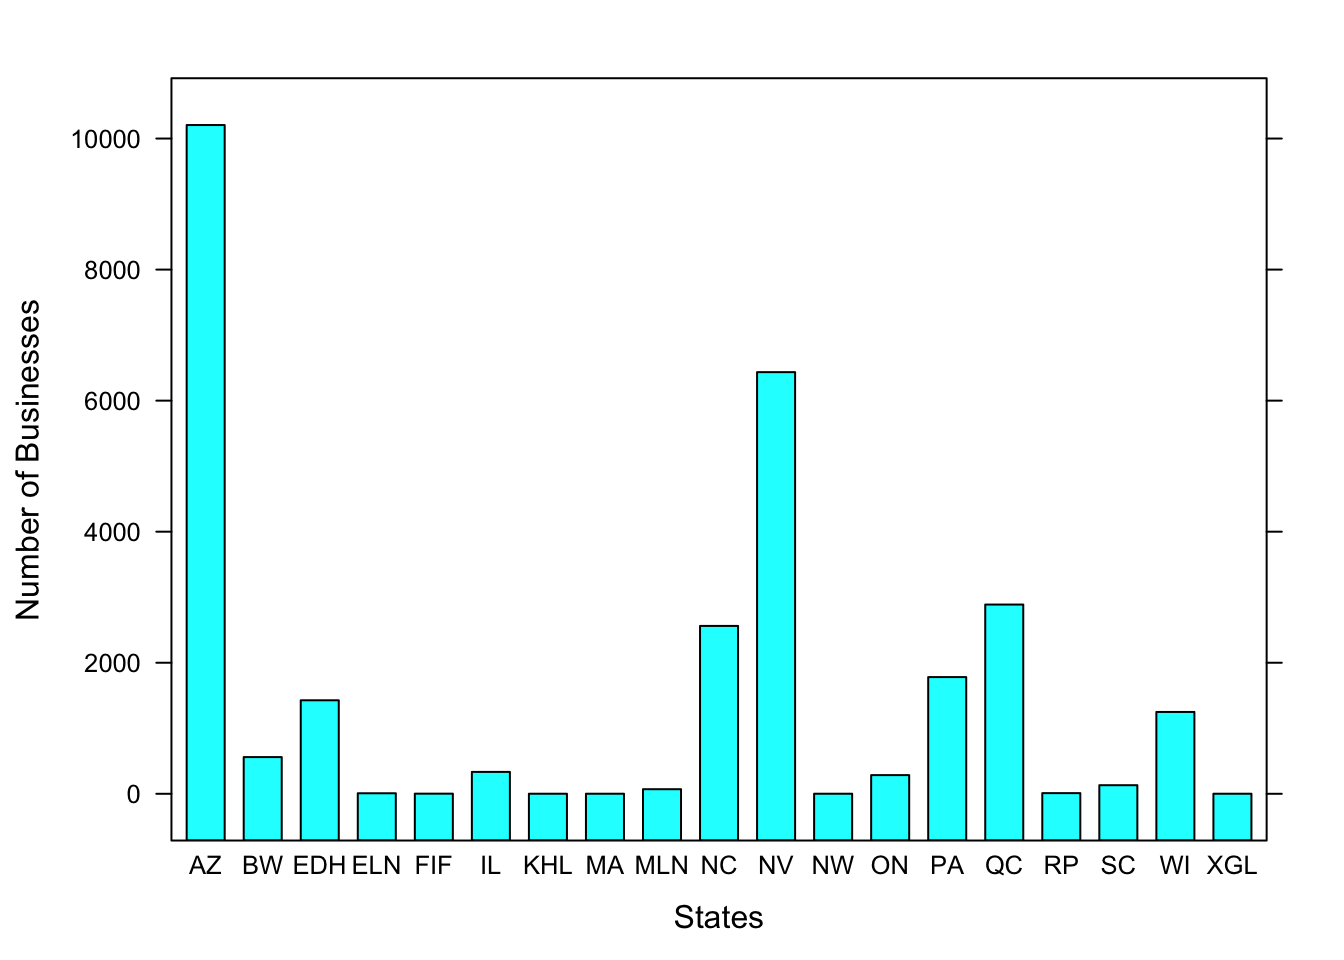 10000
8000
6000
4000
2000
0
Number of Businesses
AZ BW EDH ELN FIF IL KHL MA MLN NC NV NW ON PA QC RP SC WI XGL
States